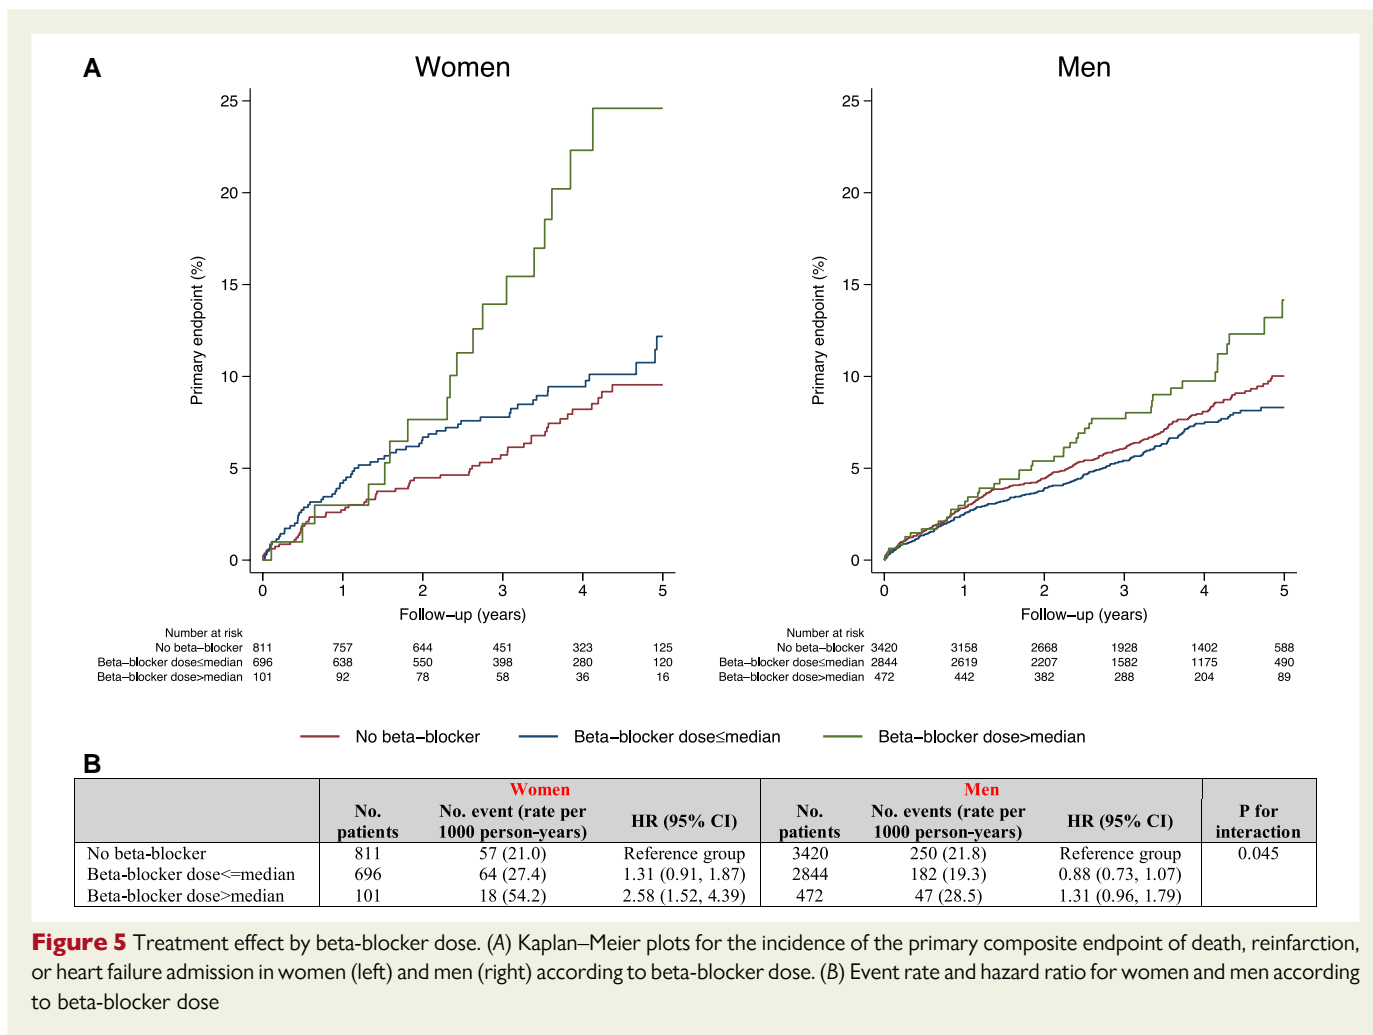 A
Women
Men
Primary endpoint (%)
25
20
15
10
5
0
0 1 2 3 4 5
Follow–up (years)
Number at risk
No beta–blocker 811 757 644 451 323 125
Beta–blocker dose≤median 696 638 550 398 280 120
Beta–blocker dose>median 101 92 78 58 36 16
Primary endpoint (%)
25
20
15
10
5
0
0 1 2 3 4 5
Follow–up (years)
Number at risk
No beta–blocker 3420 3158 2668 1928 1402 588
Beta–blocker dose≤median 2844 2619 2207 1582 1175 490
Beta–blocker dose>median 472 442 382 288 204 89
No beta–blocker Beta–blocker dose≤median Beta–blocker dose>median
B
Women Men
No. patients No. event (rate per 1000 person-years) HR (95% CI) No. patients No. events (rate per 1000 person-years) HR (95% CI) P for interaction
No beta-blocker 811 57 (21.0) Reference group 3420 250 (21.8) Reference group 0.045
Beta-blocker dose<=median 696 64 (27.4) 1.31 (0.91, 1.87) 2844 182 (19.3) 0.88 (0.73, 1.07)
Beta-blocker dose>median 101 18 (54.2) 2.58 (1.52, 4.39) 472 47 (28.5) 1.31 (0.96, 1.79)
Figure 5 Treatment effect by beta-blocker dose. (A) Kaplan–Meier plots for the incidence of the primary composite endpoint of death, reinfarction,
or heart failure admission in women (left) and men (right) according to beta-blocker dose. (B) Event rate and hazard ratio for women and men according
to beta-blocker dose